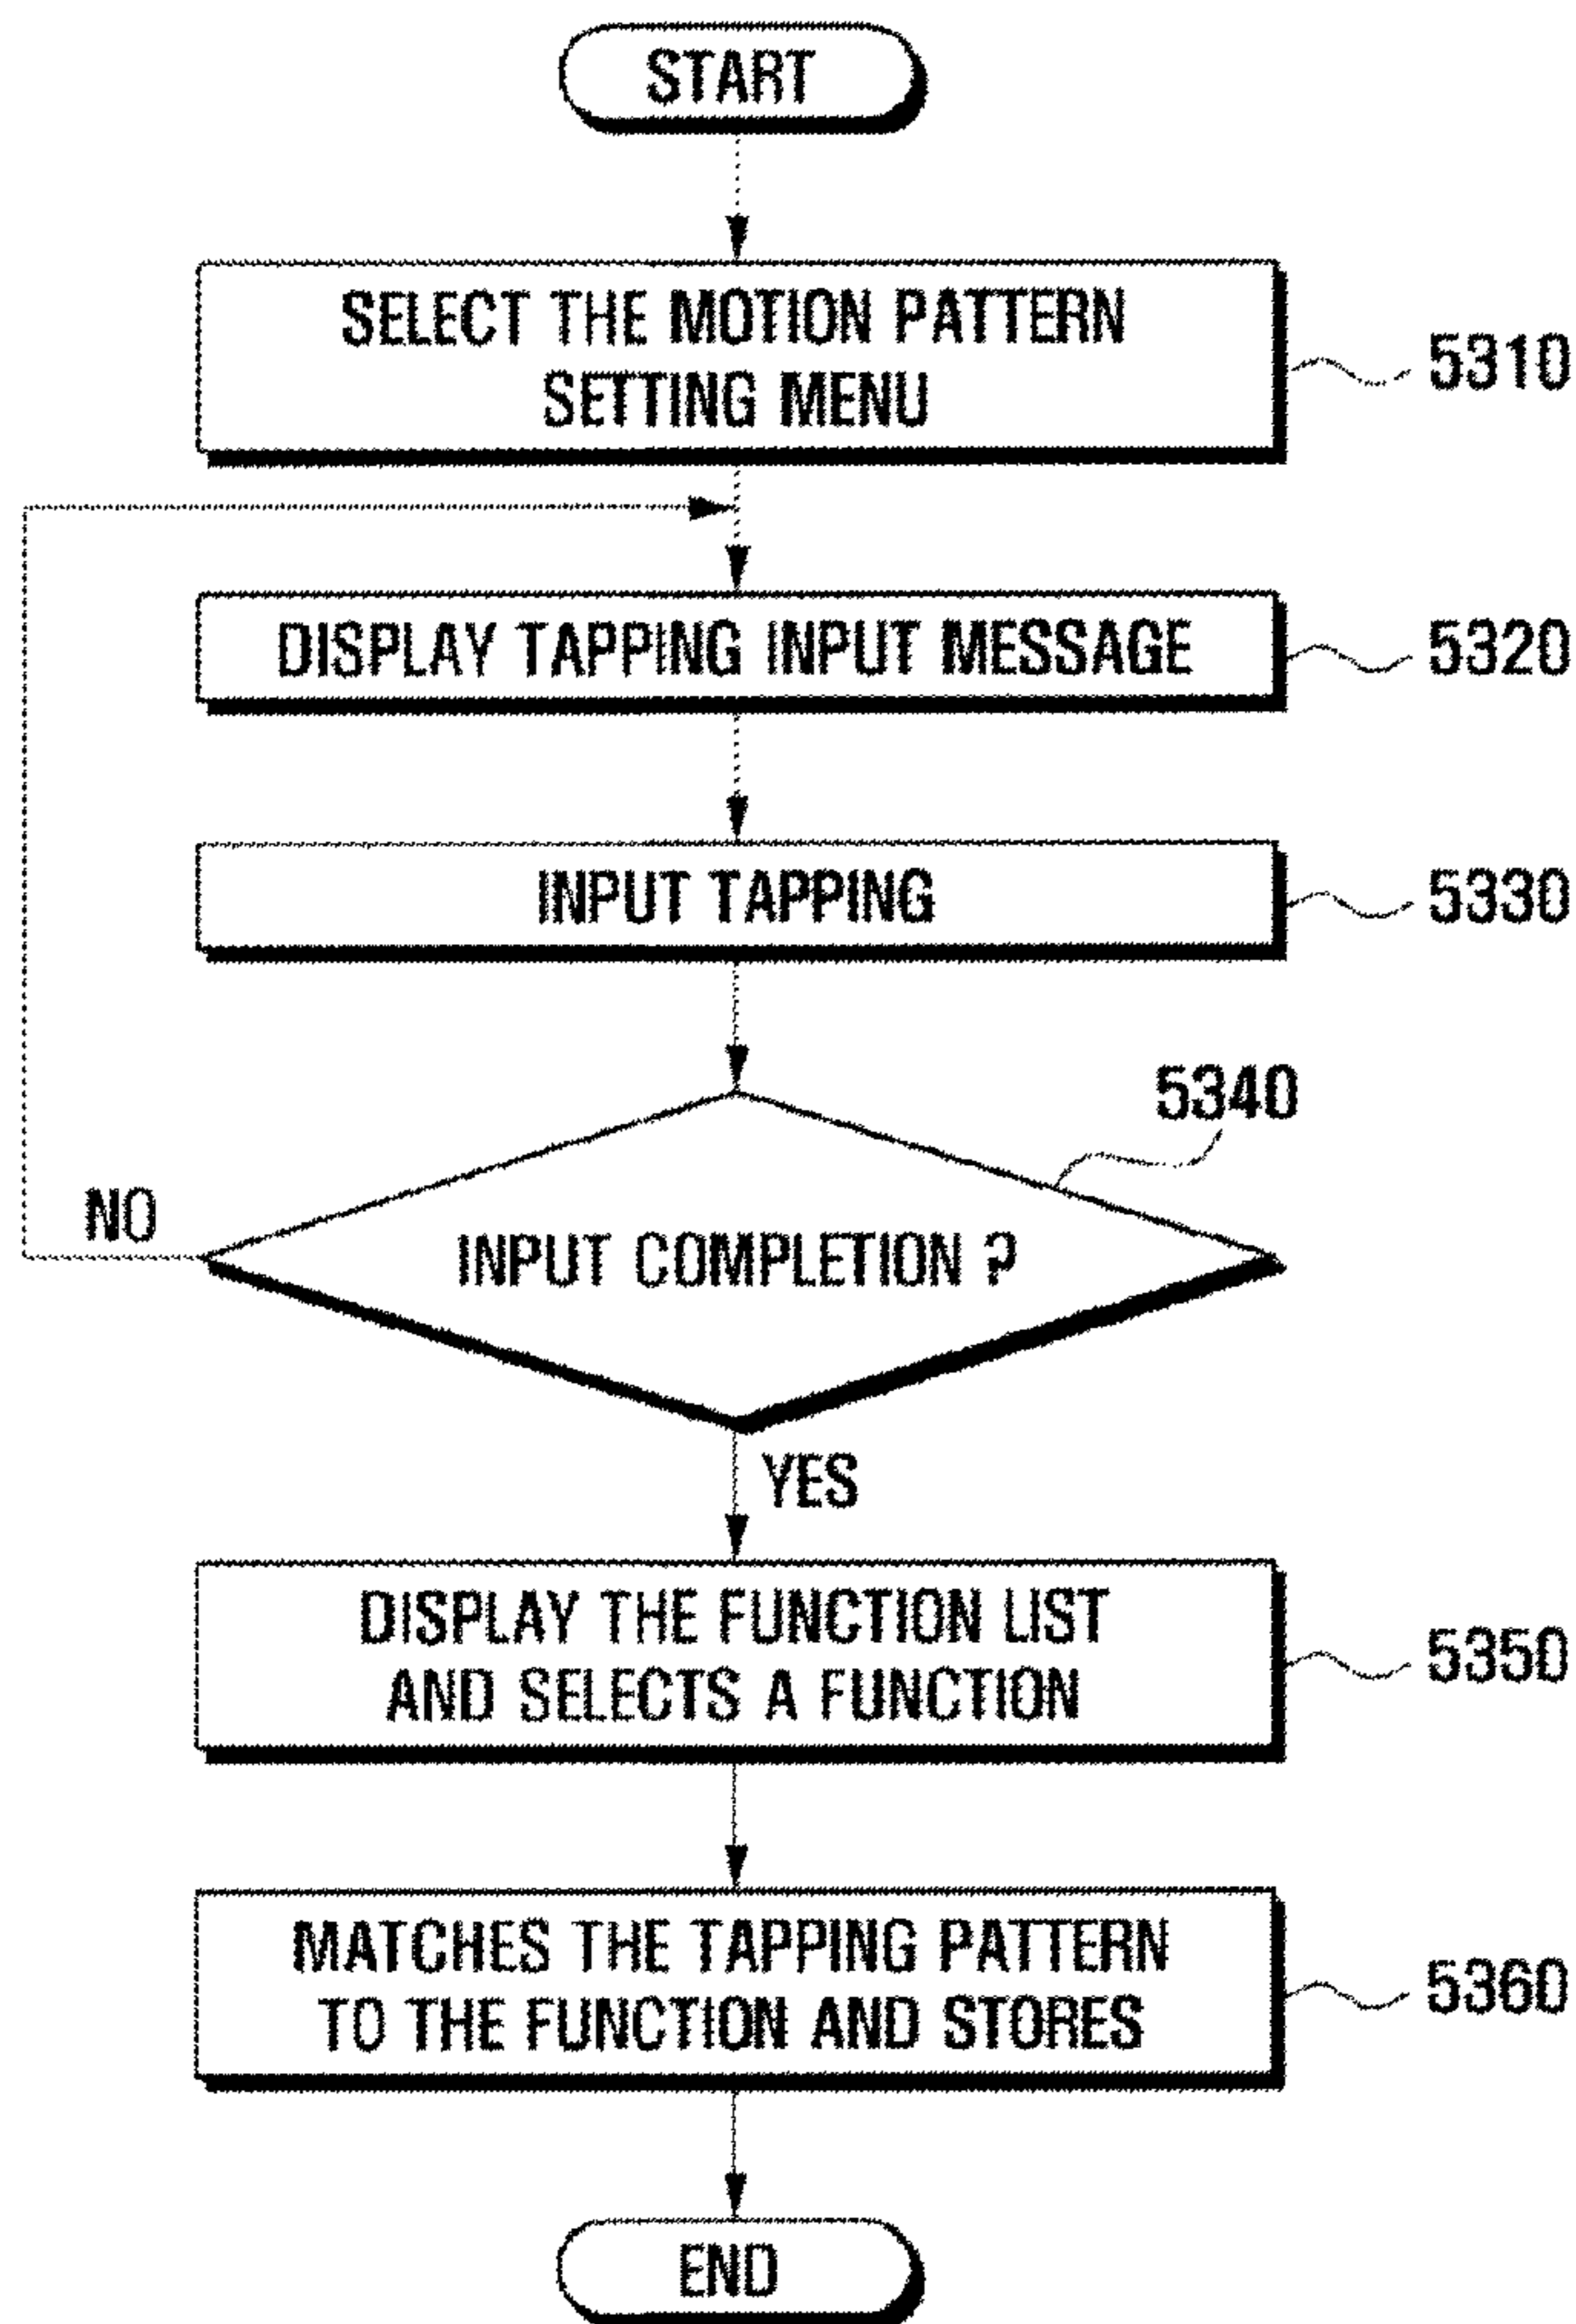 START
SELECT THE MOTION PATTERN
SETTING MENU
5310
DISPLAY TAPPING INPUT MESSAGE
5320
INPUT TAPPING
5330
5340
NO
INPUT COMPLETION ?
YES
DISPLAY THE FUNCTION LIST
AND SELECTS A FUNCTION
5350
MATCHES THE TAPPING PATTERN
TO THE FUNCTION AND STORES
5360
END